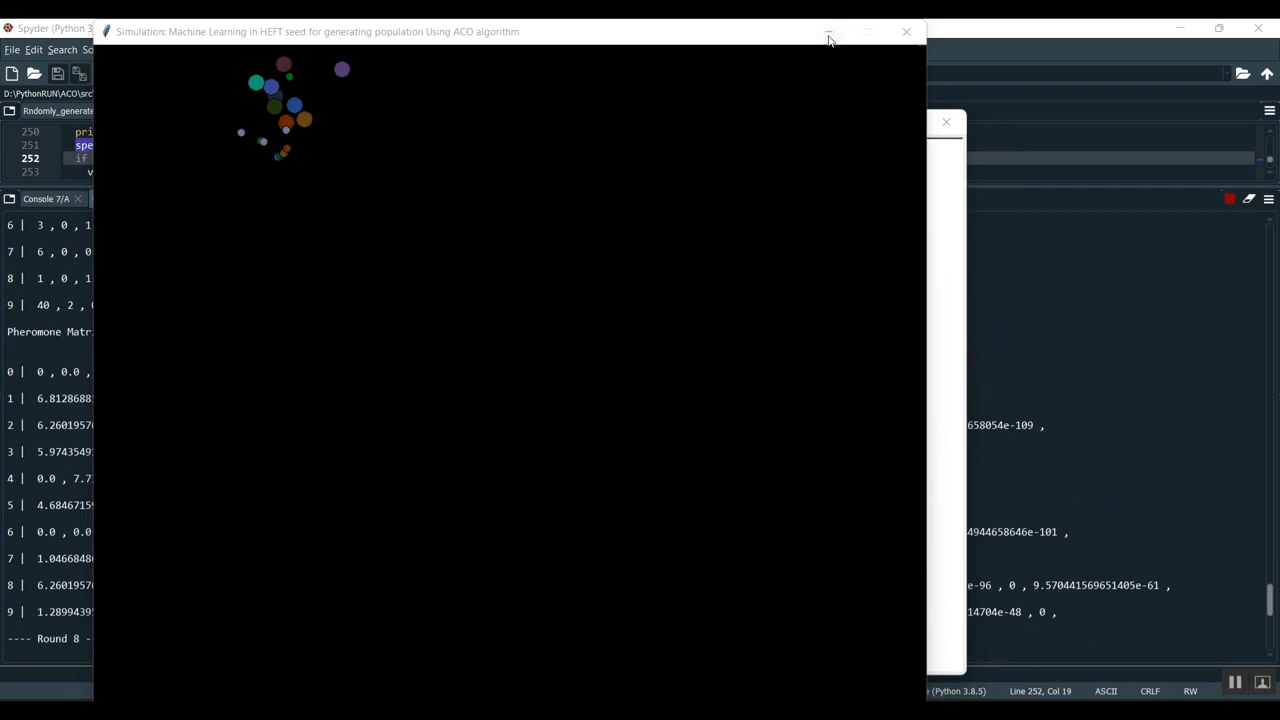 Spyder (Python 3
Simulation: Machine Learning in HEFT seed for generating population Using ACO algorithm
File Edit Search So
D:\PythonRUN\ACO\src
Rndomly_generate
250 pri
251 spe
252 if
253 v
Console 7/A
6 | 3 , 0 , 1
7 | 6 , 0 , 0
8 | 1 , 0 , 1
9 | 40 , 2 ,
Pheromone Matr
0 | 0 , 0.0 ,
1 | 6.8128688
2 | 6.2601957 658054e-109 ,
3 | 5.9743549
4 | 0.0 , 7.7
5 | 4.6846715
6 | 0.0 , 0.0 4944658646e-101 ,
7 | 1.0466848
8 | 6.2601957 e-96 , 0 , 9.570441569651405e-61 ,
9 | 1.2899439 14704e-48 , 0 ,
---- Round 8 -
(Python 3.8.5) Line 252, Col 19 ASCII CRLF RW